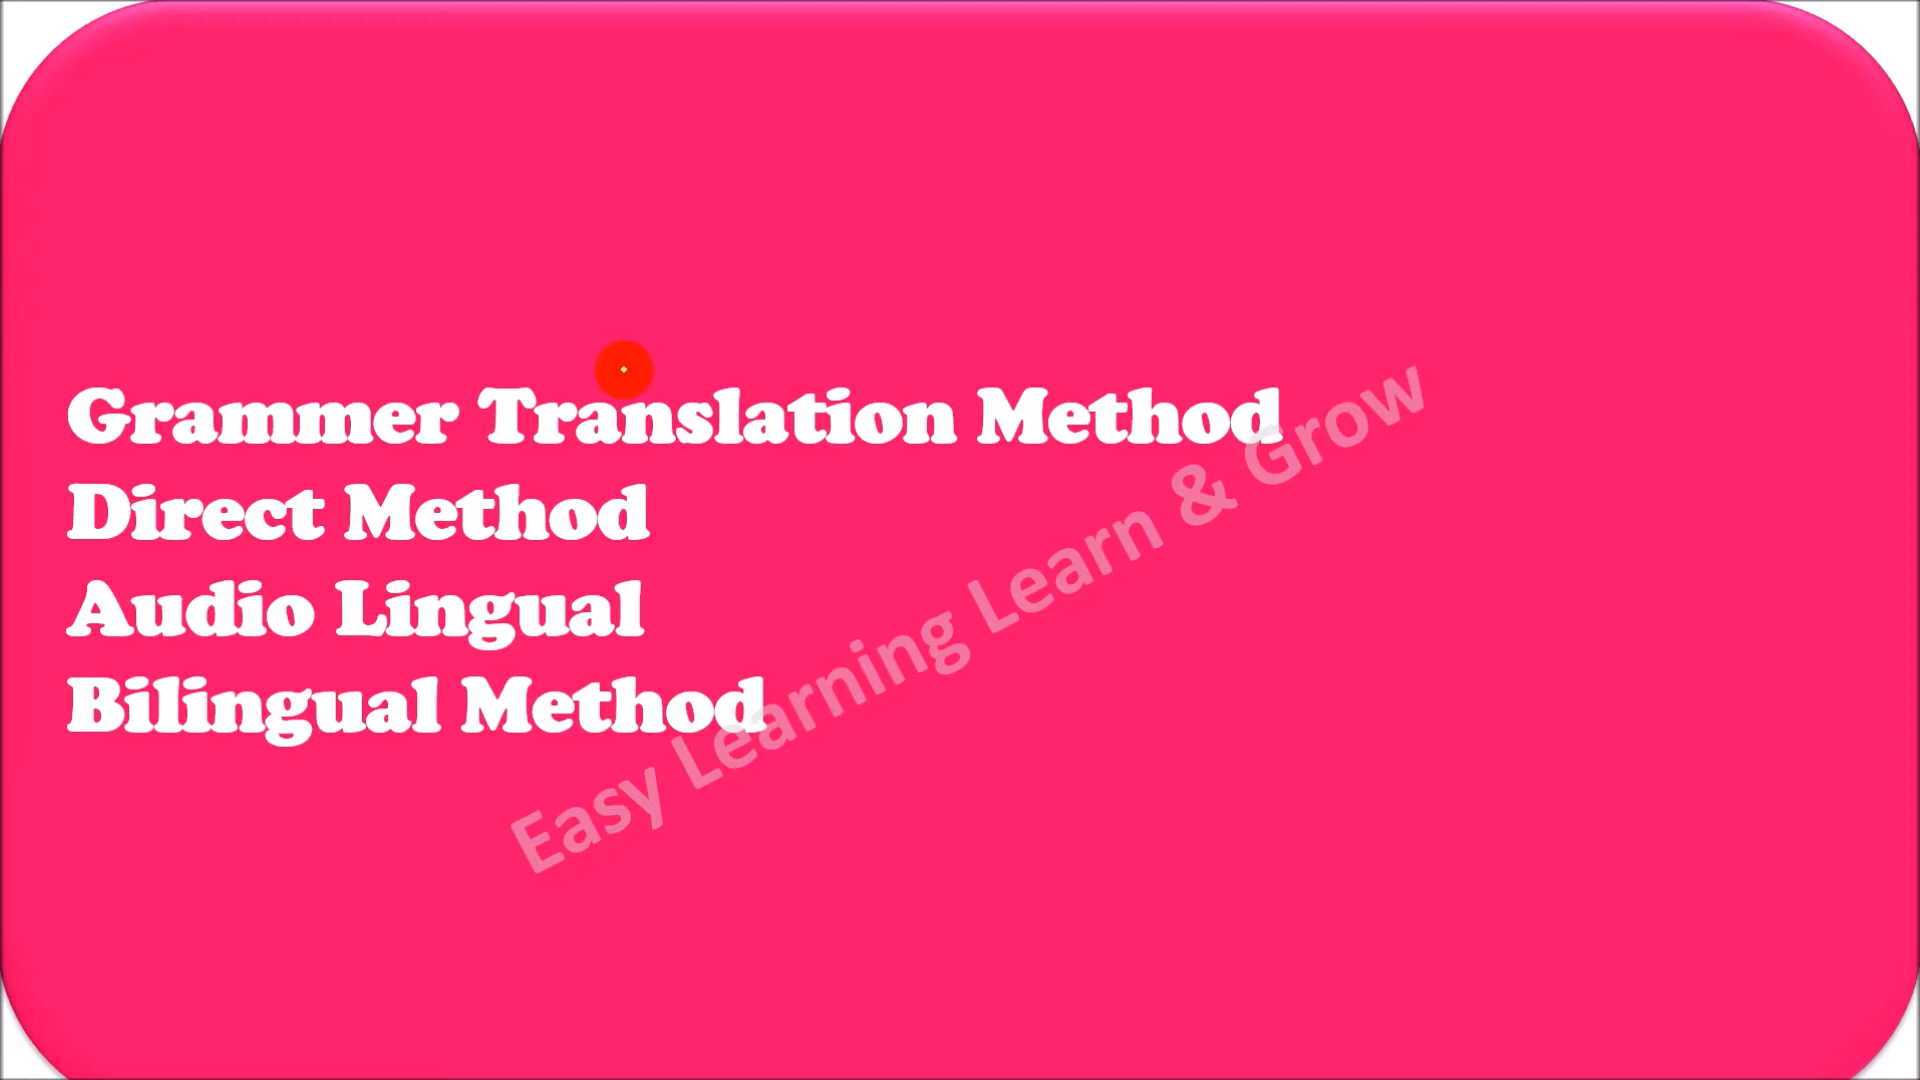 Grammer Translation Method
Direct Method
Audio Lingual
Bilingual Method
Easy Learning Learn & Grow